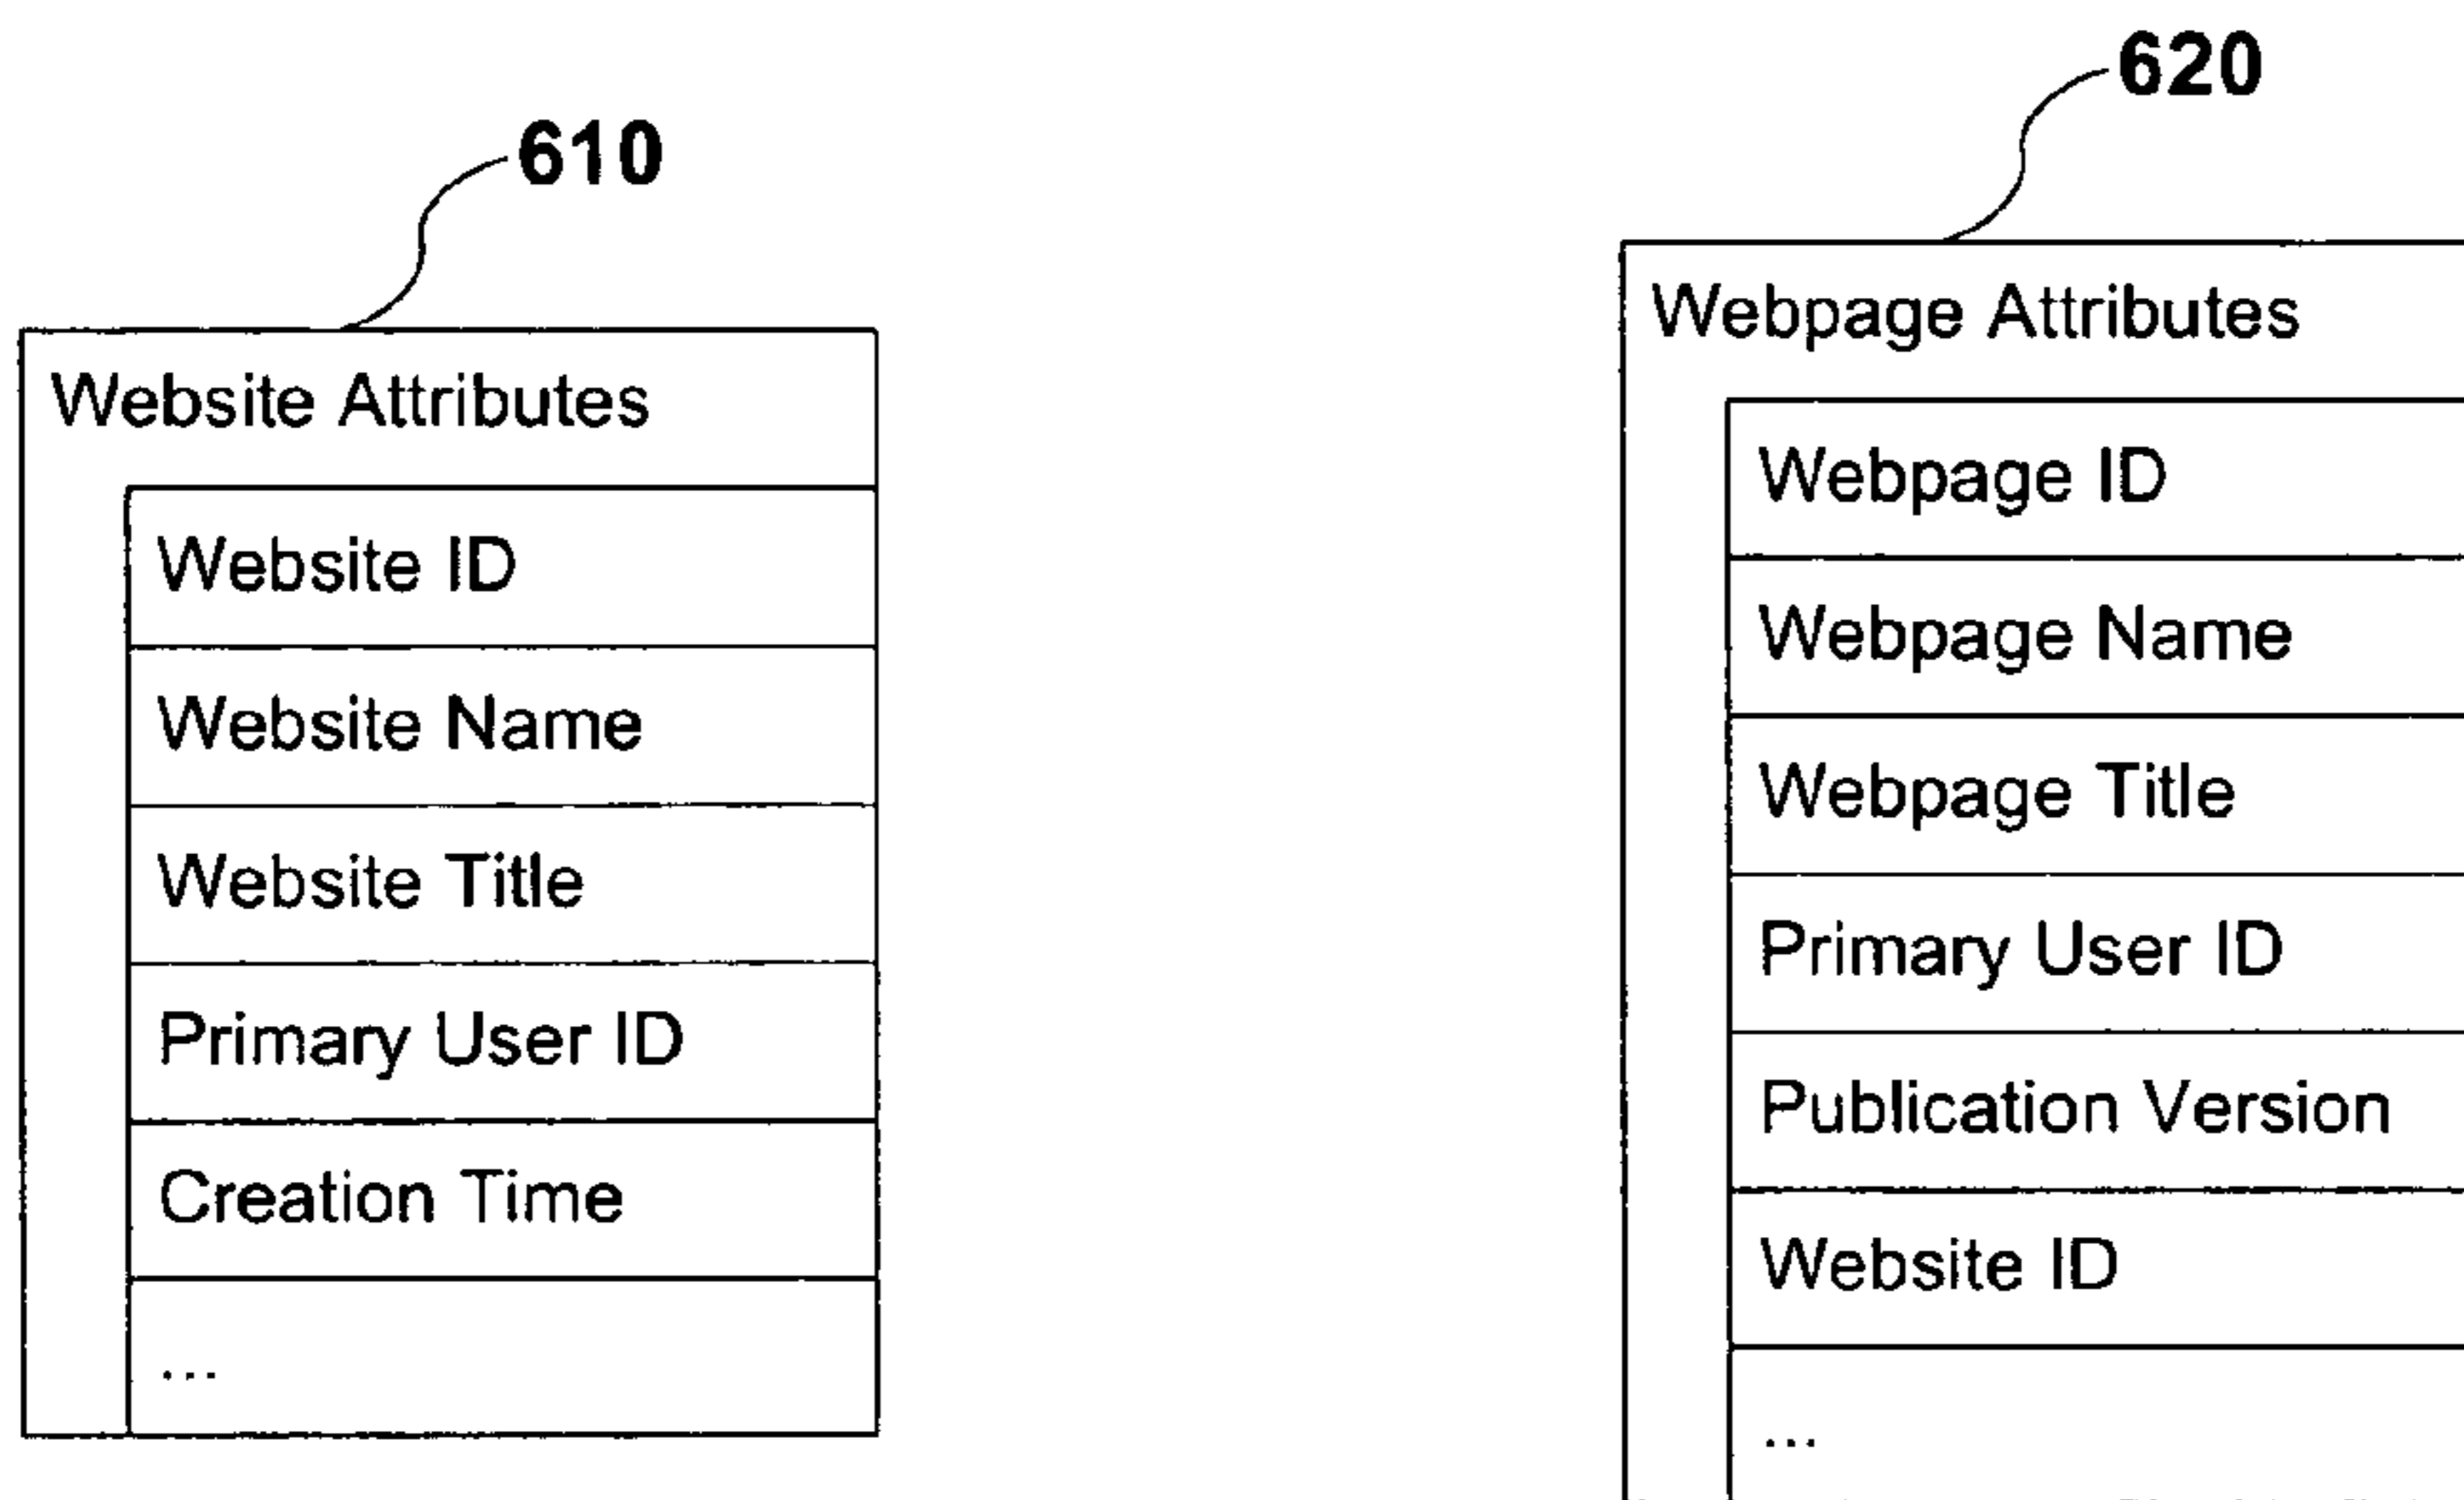 610
Website Attributes
Website ID
Website Name
Website Title
Primary User ID
Creation Time
...
620
Webpage Attributes
Webpage ID
Webpage Name
Webpage Title
Primary User ID
Publication Version
Website ID
...